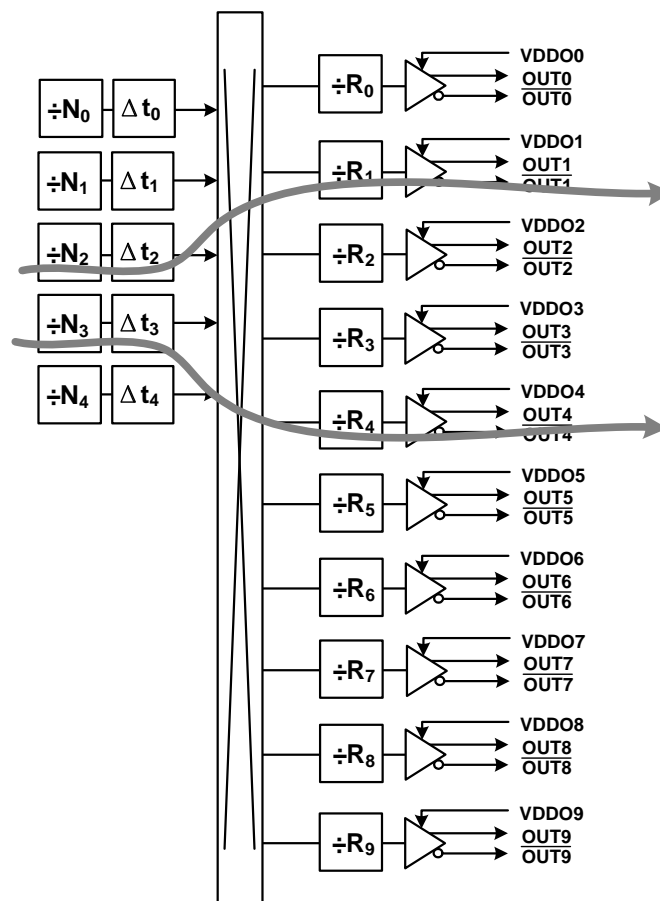 ÷N0 Δt0
÷N1 Δt1
÷N2 Δt2
÷N3 Δt3
÷N4 Δt4
÷R0
VDDO0
OUT0
OUT0
÷R1
VDDO1
OUT1
OUT1
÷R2
VDDO2
OUT2
OUT2
÷R3
VDDO3
OUT3
OUT3
÷R4
VDDO4
OUT4
OUT4
÷R5
VDDO5
OUT5
OUT5
÷R6
VDDO6
OUT6
OUT6
÷R7
VDDO7
OUT7
OUT7
÷R8
VDDO8
OUT8
OUT8
÷R9
VDDO9
OUT9
OUT9